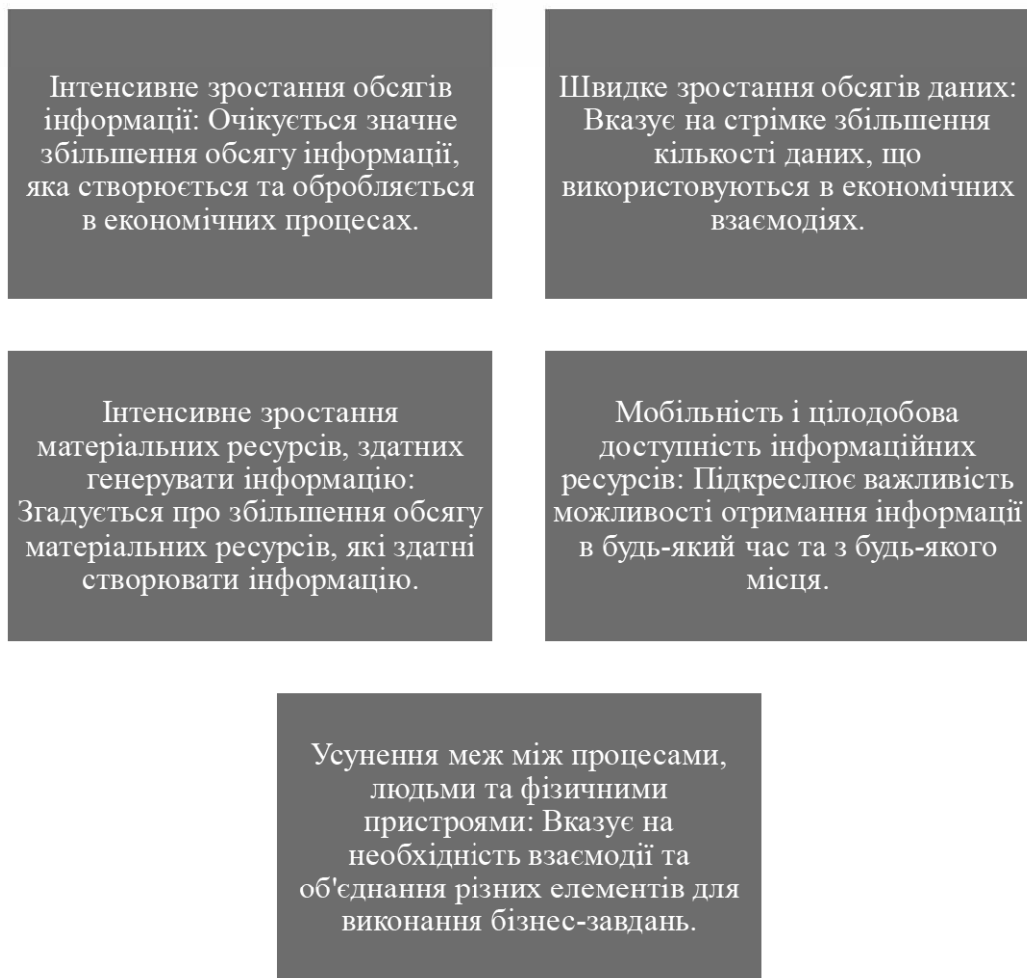 Інтенсивне зростання обсягів
інформації: Очікується значне
збільшення обсягу інформації,
яка створюється та обробляється
в економічних процесах.
Швидке зростання обсягів даних:
Вказує на стрімке збільшення
кількості даних, що
використовуються в економічних
взаємодіях.
Інтенсивне зростання
матеріальних ресурсів, здатних
генерувати інформацію:
Згадується про збільшення обсягу
матеріальних ресурсів, які здатні
створювати інформацію.
Мобільність і цілодобова
доступність інформаційних
ресурсів: Підкреслює важливість
можливості отримання інформації
в будь-який час та з будь-якого
місця.
Усунення меж між процесами,
людьми та фізичними
пристроями: Вказує на
необхідність взаємодії та
об'єднання різних елементів для
виконання бізнес-завдань.